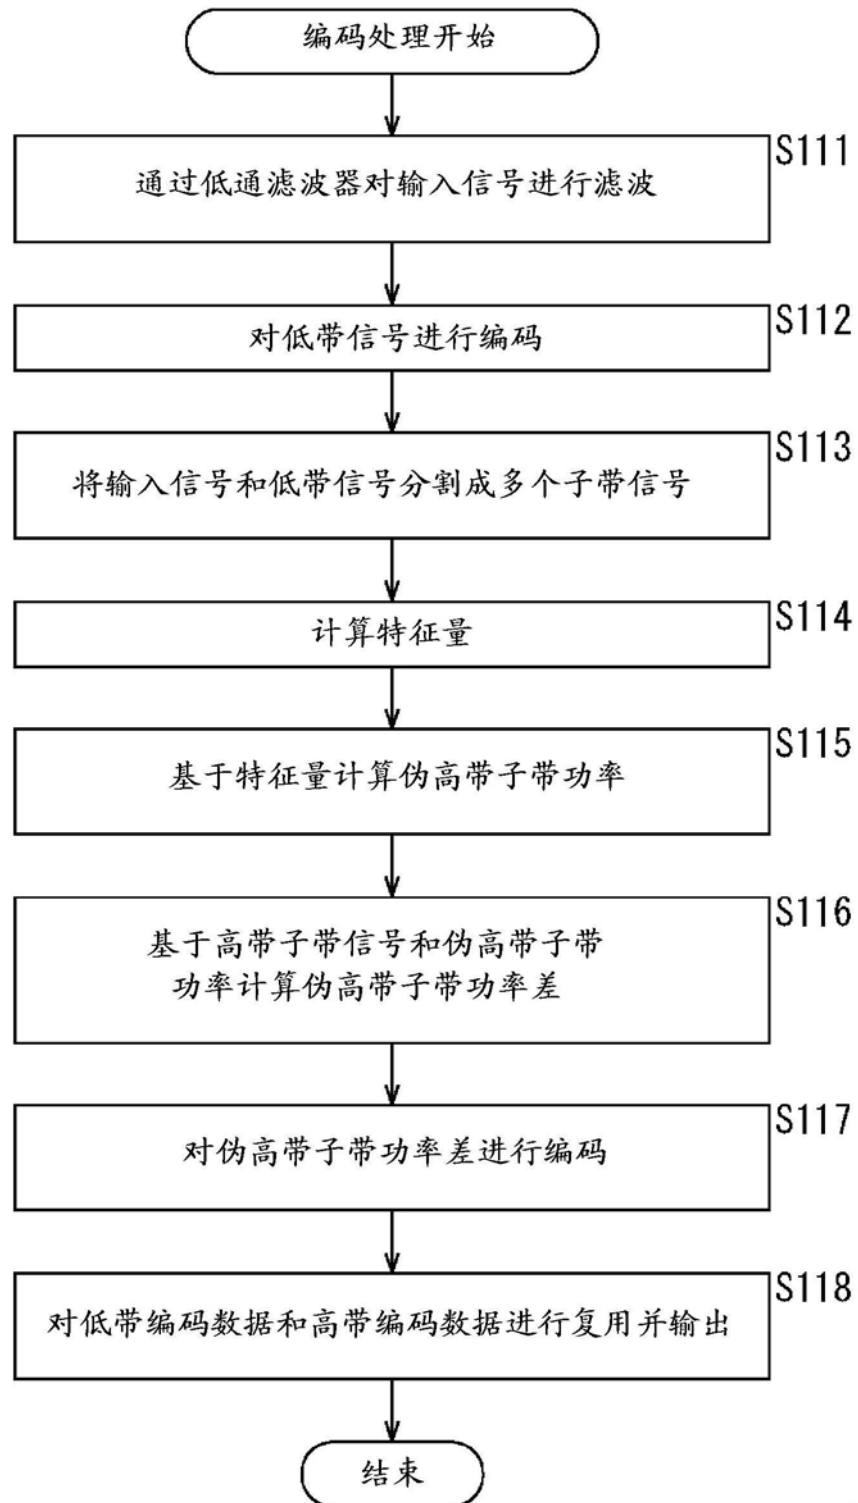 编码处理开始
S111
通过低通滤波器对输入信号进行滤波
S112
对低带信号进行编码
S113
将输入信号和低带信号分割成多个子带信号
S114
计算特征量
S115
基于特征量计算伪高带子带功率
S116
基于高带子带信号和伪高带子带
功率计算伪高带子带功率差
S117
对伪高带子带功率差进行编码
S118
对低带编码数据和高带编码数据进行复用并输出
结束